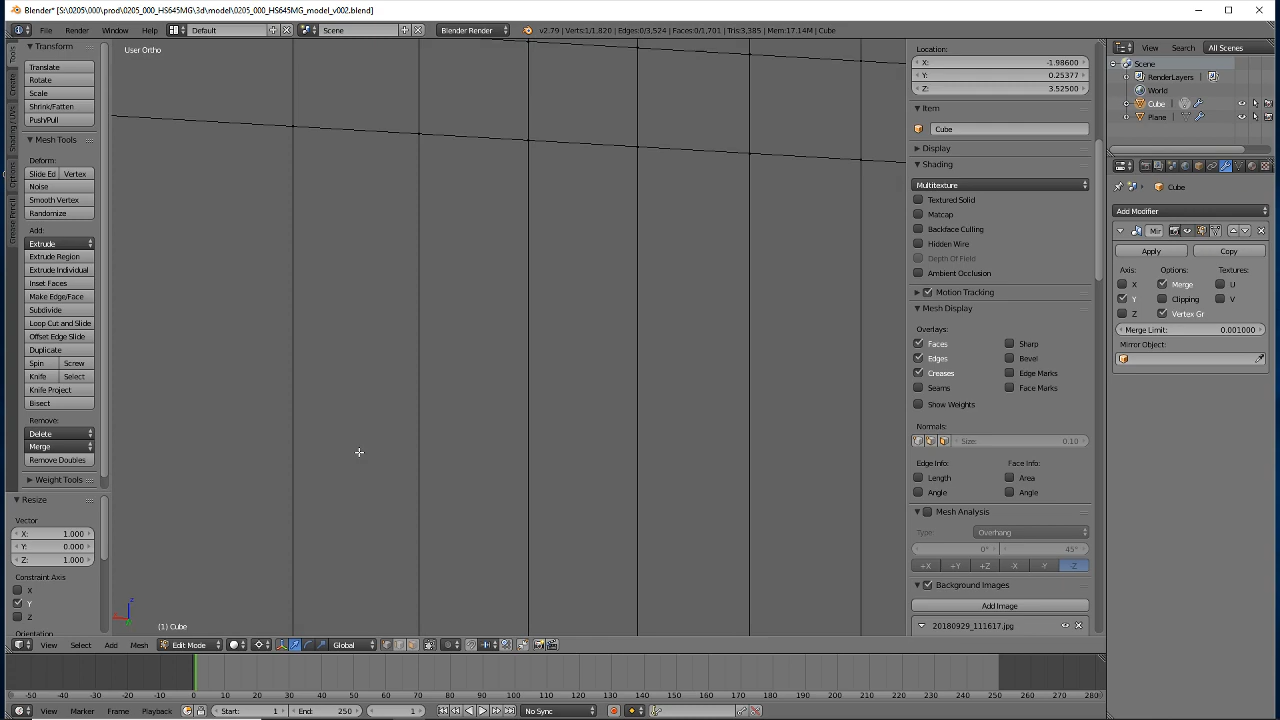 Blender* [S:\0205\000\prod\0205_000_HS645MG\3d\model\0205_000_HS645MG_model_v002.blend]
File Render Window Help Default Scene Blender Render v2.79 | Verts:1/1,820 | Edges:0/3,524 | Faces:0/1,701 | Tris:3,385 | Mem:17.14M | Cube
View Search All Scenes
Scene
RenderLayers
World
Cube
Plane
Tools
Create
Shading / UVs
Options
Grease Pencil
Transform
Translate
Rotate
Scale
Shrink/Fatten
Push/Pull
Mesh Tools
Deform:
Slide Ed Vertex
Noise
Smooth Vertex
Randomize
Add:
Extrude
Extrude Region
Extrude Individual
Inset Faces
Make Edge/Face
Subdivide
Loop Cut and Slide
Offset Edge Slide
Duplicate
Spin Screw
Knife Select
Knife Project
Bisect
Remove:
Delete
Merge
Remove Doubles
Weight Tools
Resize
Vector
X: 1.000
Y: 0.000
Z: 1.000
Constraint Axis
X
Y
Z
Orientation
User Ortho
(1) Cube
Location:
X: -1.98600
Y: 0.25377
Z: 3.52500
Item
Cube
Display
Shading
Multitexture
Textured Solid
Matcap
Backface Culling
Hidden Wire
Depth Of Field
Ambient Occlusion
Motion Tracking
Mesh Display
Overlays:
Faces Sharp
Edges Bevel
Creases Edge Marks
Seams Face Marks
Show Weights
Normals:
Size: 0.10
Edge Info: Face Info:
Length Area
Angle Angle
Mesh Analysis
Type: Overhang
0° 45°
+X +Y +Z -X -Y -Z
Background Images
Add Image
20180929_111617.jpg
Cube
Add Modifier
Mir
Apply Copy
Axis: Options: Textures:
X Merge U
Y Clipping V
Z Vertex Gr
Merge Limit: 0.001000
Mirror Object:
View Select Add Mesh Edit Mode Global
-50 -40 -30 -20 -10 0 10 20 30 40 50 60 70 80 90 100 110 120 130 140 150 160 170 180 190 200 210 220 230 240 250 260 270 280
View Marker Frame Playback Start: 1 End: 250 1 No Sync